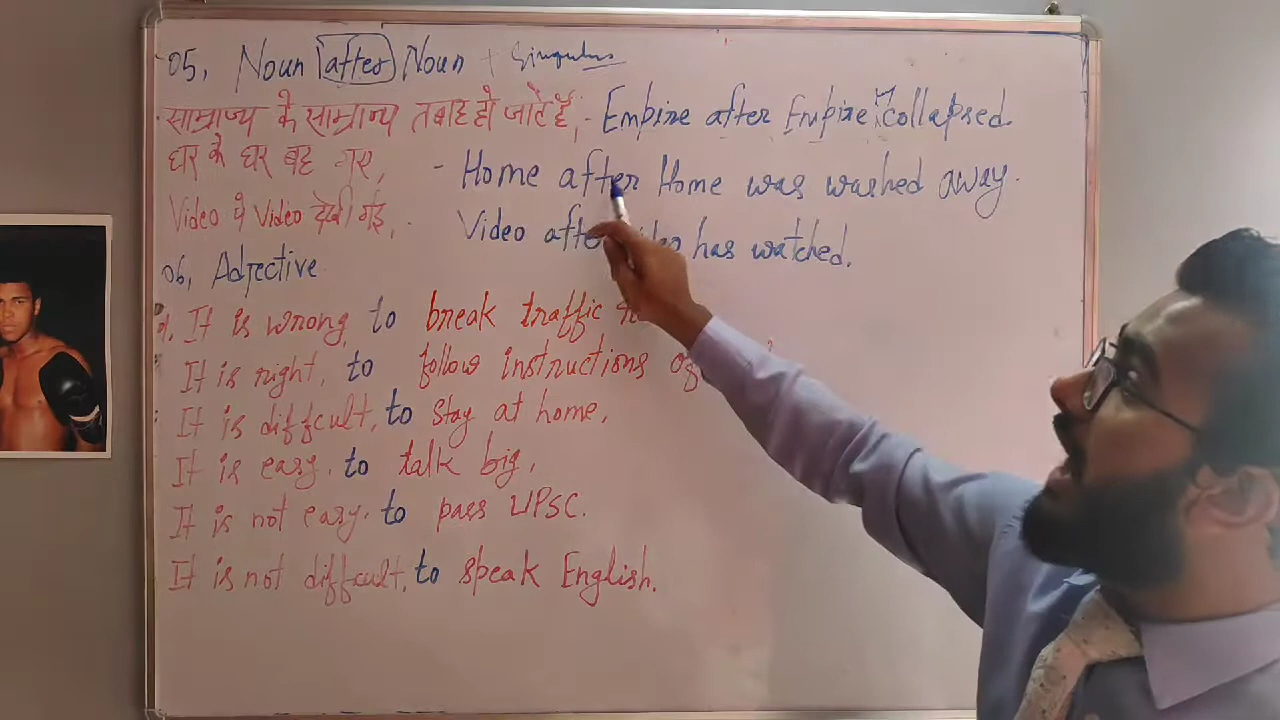 05, Noun after Noun + Singular
साम्राज्य के साम्राज्य तबाह हो जाते हैं, - Empire after Empire collapsed.
घर के घर बह गए, - Home after Home was washed away.
Video पे Video देखी गई, - Video after has watched.
06, Adjective
It is wrong, to break traffic
It is right, to follow instructions
It is difficult, to stay at home,
It is easy, to talk big,
It is not easy, to pass UPSC.
It is not difficult, to speak English.